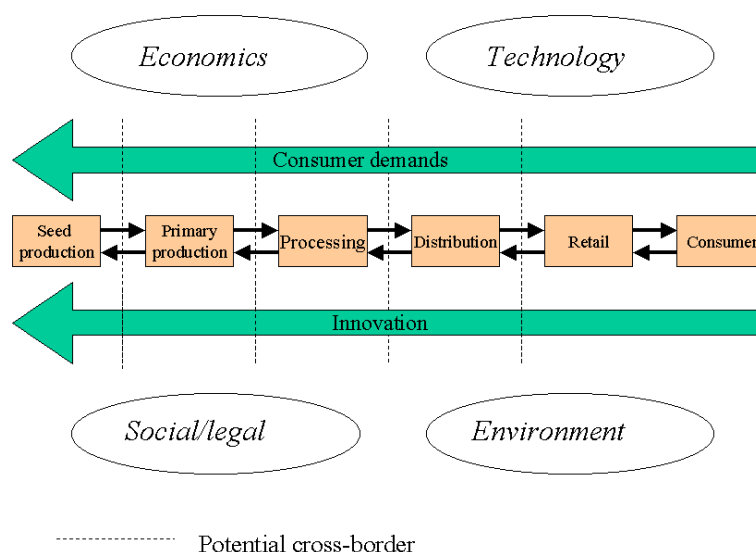 Economics
Technology
Consumer demands
Seed
production
Primary
production
Processing
Distribution
Retail
Consumer
Innovation
Social/legal
Environment
Potential cross-border